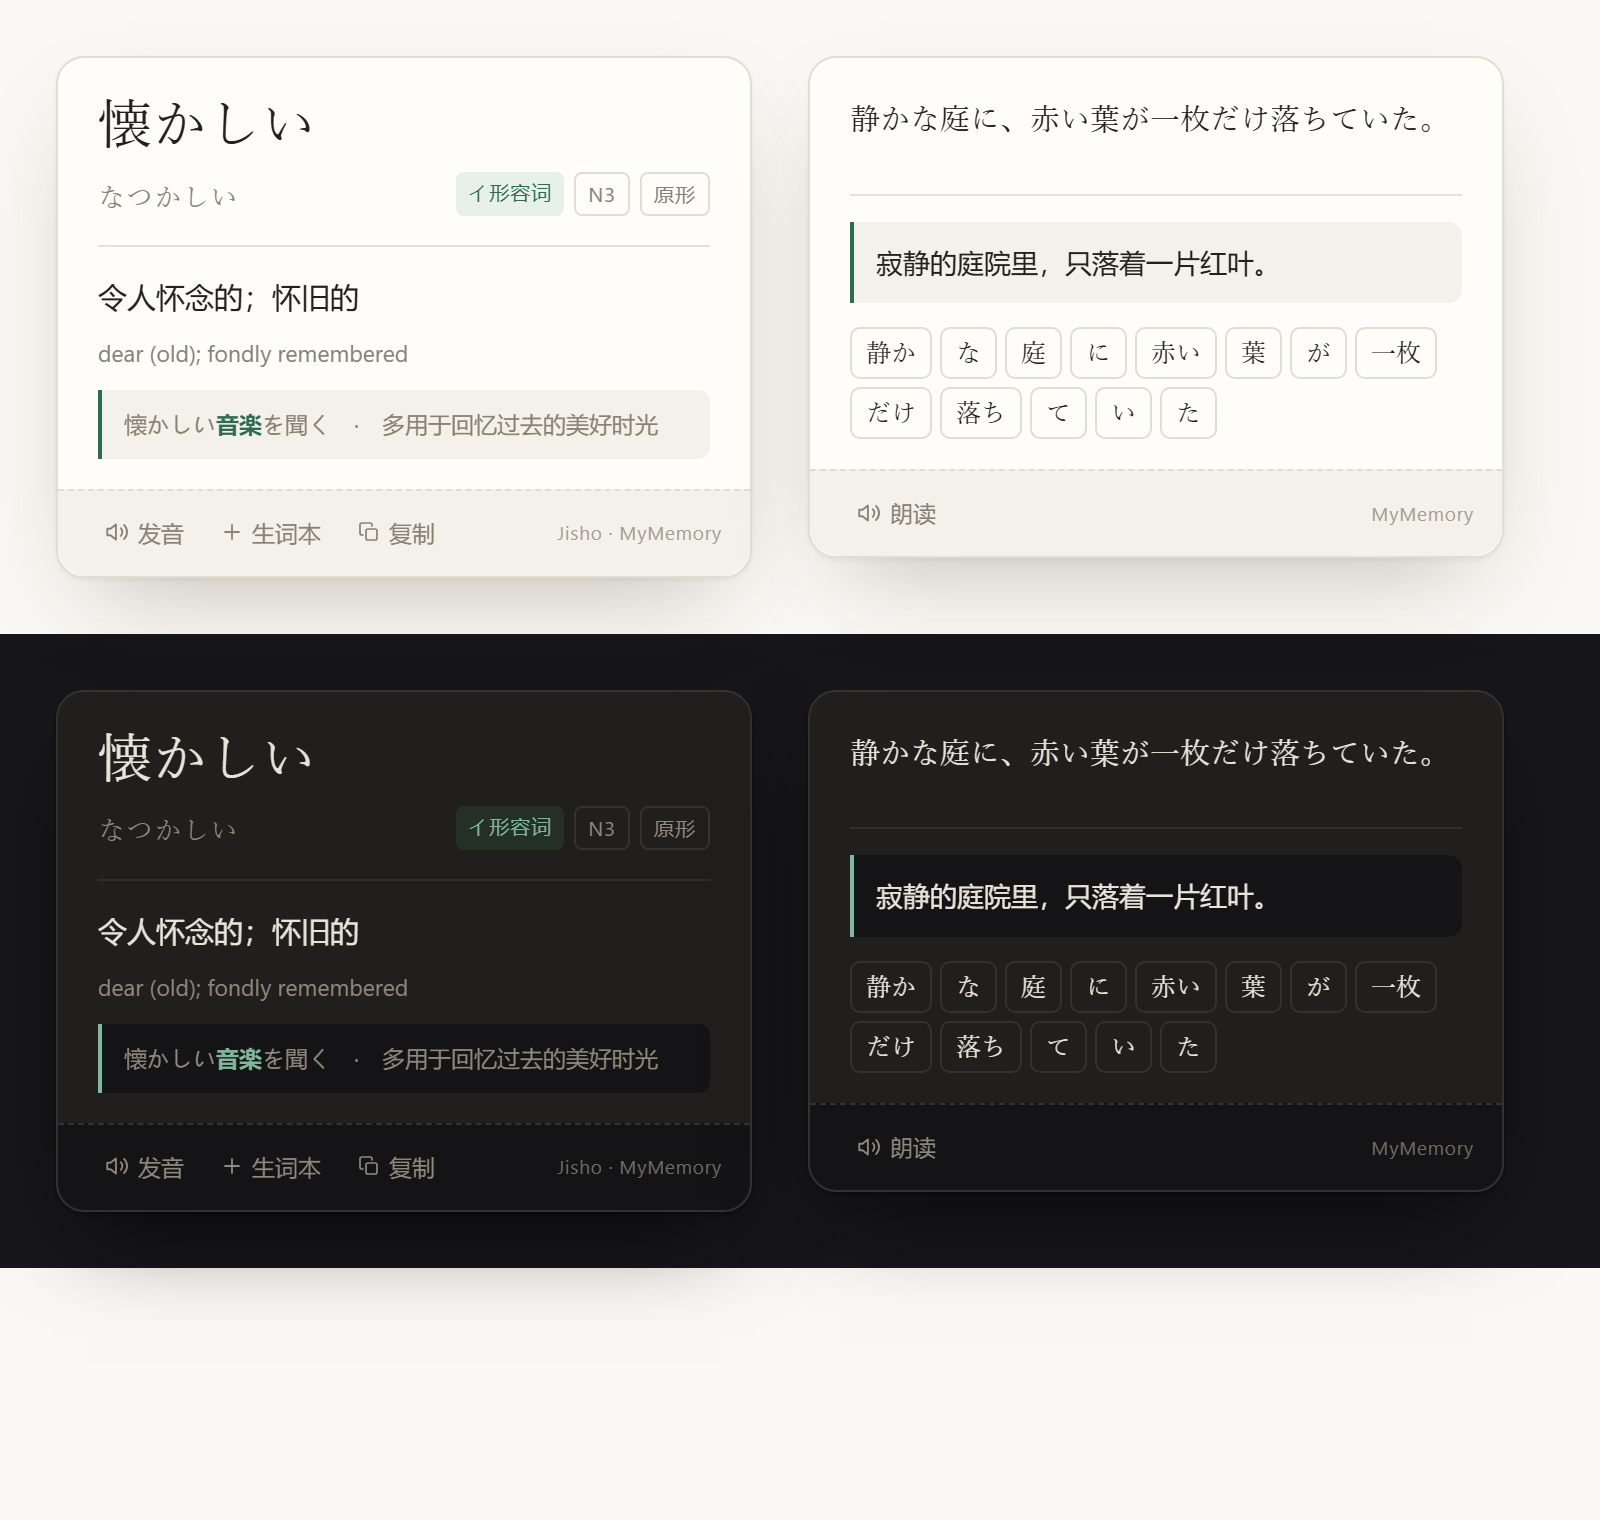 懐かしい
なつかしい
イ形容词 N3 原形
令人怀念的；怀旧的
dear (old); fondly remembered
懐かしい音楽を聞く · 多用于回忆过去的美好时光
发音 生词本 复制 Jisho · MyMemory
静かな庭に、赤い葉が一枚だけ落ちていた。
寂静的庭院里，只落着一片红叶。
静か な 庭 に 赤い 葉 が 一枚
だけ 落ち て い た
朗读 MyMemory
懐かしい
なつかしい
イ形容词 N3 原形
令人怀念的；怀旧的
dear (old); fondly remembered
懐かしい音楽を聞く · 多用于回忆过去的美好时光
发音 生词本 复制 Jisho · MyMemory
静かな庭に、赤い葉が一枚だけ落ちていた。
寂静的庭院里，只落着一片红叶。
静か な 庭 に 赤い 葉 が 一枚
だけ 落ち て い た
朗读 MyMemory